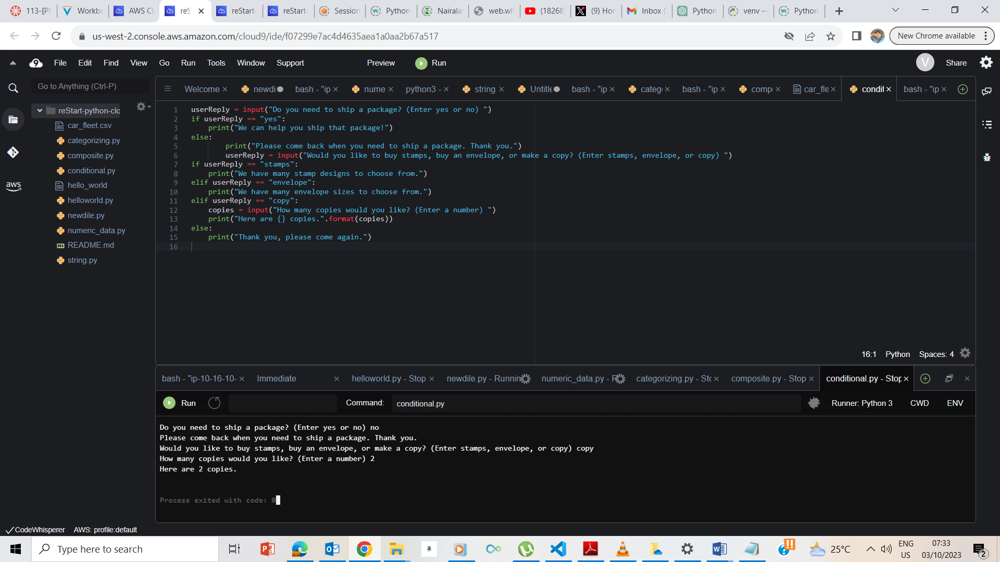 113-[PF
Workbe
AWS Cl
reS
reStart-
reStart-
Session
Python
Nairala
web.wh
(18268)
(9) Hon
Inbox (
Python
venv —
Python
us-west-2.console.aws.amazon.com/cloud9/ide/f07299e7ac4d4635aea1a0aa2b67a517
New Chrome available
File Edit Find View Go Run Tools Window Support Preview Run
V Share
Go to Anything (Ctrl-P)
Welcome newdi bash - "ip nume python3 - string Untitle bash - "ip categ bash - "ip comp car_fle condit bash - "ip
reStart-python-clo
car_fleet.csv
categorizing.py
composite.py
conditional.py
hello_world
helloworld.py
newdile.py
numeric_data.py
README.md
string.py
aws
1 userReply = input("Do you need to ship a package? (Enter yes or no) ")
2 if userReply == "yes":
3 print("We can help you ship that package!")
4 else:
5 print("Please come back when you need to ship a package. Thank you.")
6 userReply = input("Would you like to buy stamps, buy an envelope, or make a copy? (Enter stamps, envelope, or copy) ")
7 if userReply == "stamps":
8 print("We have many stamp designs to choose from.")
9 elif userReply == "envelope":
10 print("We have many envelope sizes to choose from.")
11 elif userReply == "copy":
12 copies = input("How many copies would you like? (Enter a number) ")
13 print("Here are {} copies.".format(copies))
14 else:
15 print("Thank you, please come again.")
16
16:1 Python Spaces: 4
bash - "ip-10-16-10- Immediate helloworld.py - Stop newdile.py - Runnin numeric_data.py - R categorizing.py - Sto composite.py - Stop conditional.py - Stop
Run Command: conditional.py Runner: Python 3 CWD ENV
Do you need to ship a package? (Enter yes or no) no
Please come back when you need to ship a package. Thank you.
Would you like to buy stamps, buy an envelope, or make a copy? (Enter stamps, envelope, or copy) copy
How many copies would you like? (Enter a number) 2
Here are 2 copies.
Process exited with code: 0
CodeWhisperer AWS: profile:default
Type here to search
25°C
ENG
US
07:33
03/10/2023
2